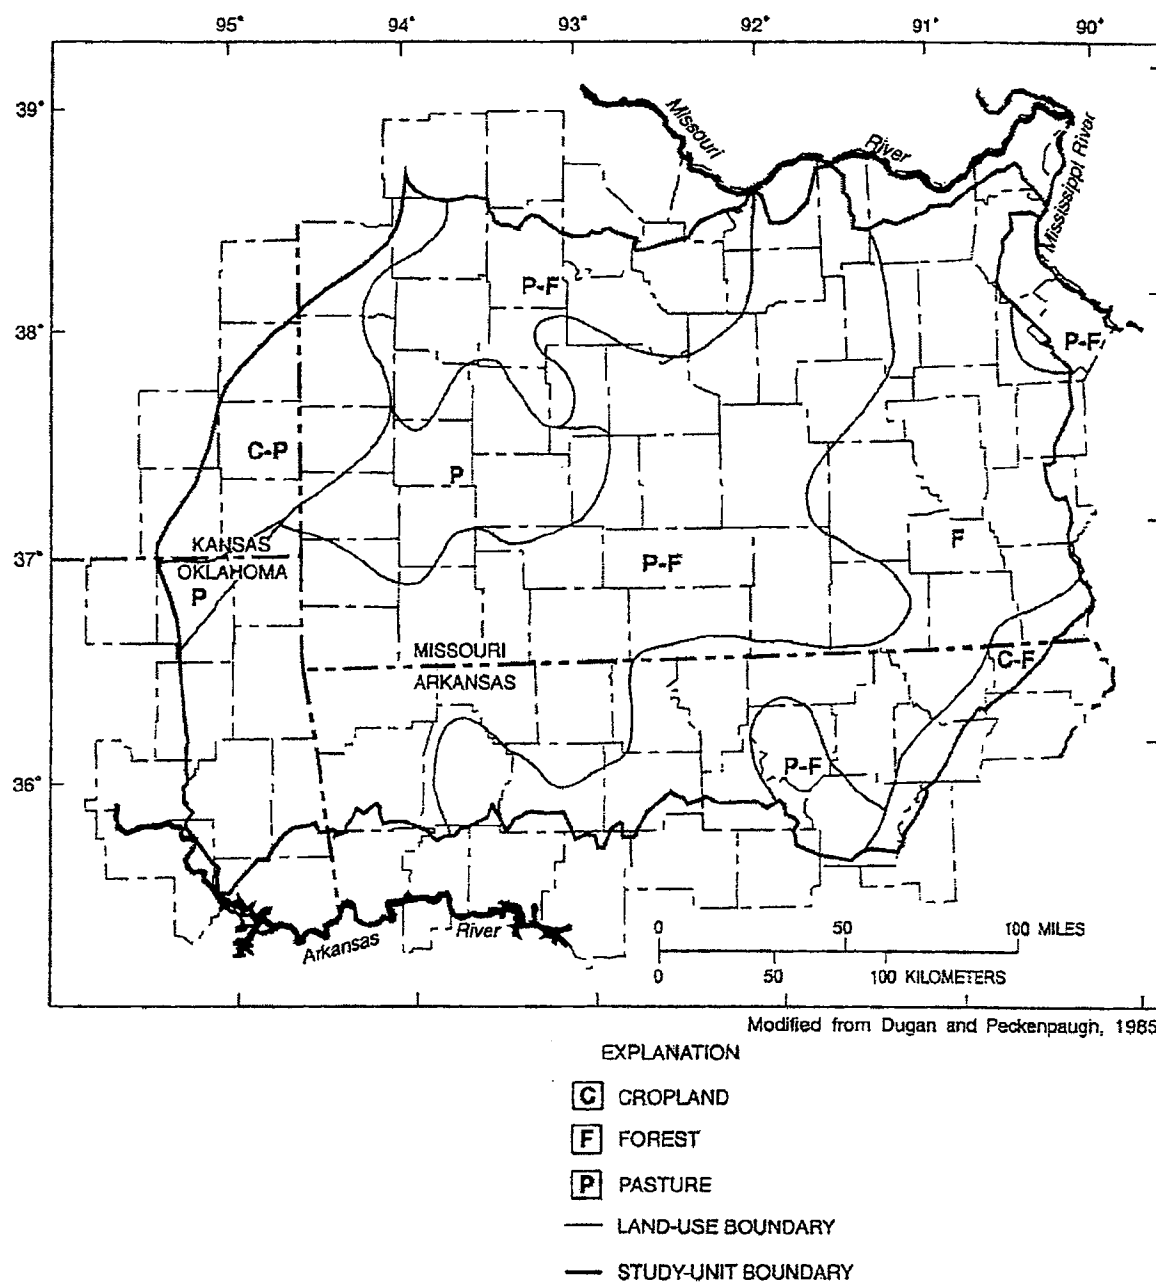 95° 94° 93° 92° 91° 90°
39°
Missouri
River
Mississippi River
P-F
38°
P-F
C-P
P
37°
KANSAS
OKLAHOMA
P
F
P-F
MISSOURI
ARKANSAS
C-F
36°
P-F
Arkansas
River
0 50 100 MILES
0 50 100 KILOMETERS
Modified from Dugan and Peckenpaugh, 1985
EXPLANATION
C CROPLAND
F FOREST
P PASTURE
LAND-USE BOUNDARY
STUDY-UNIT BOUNDARY